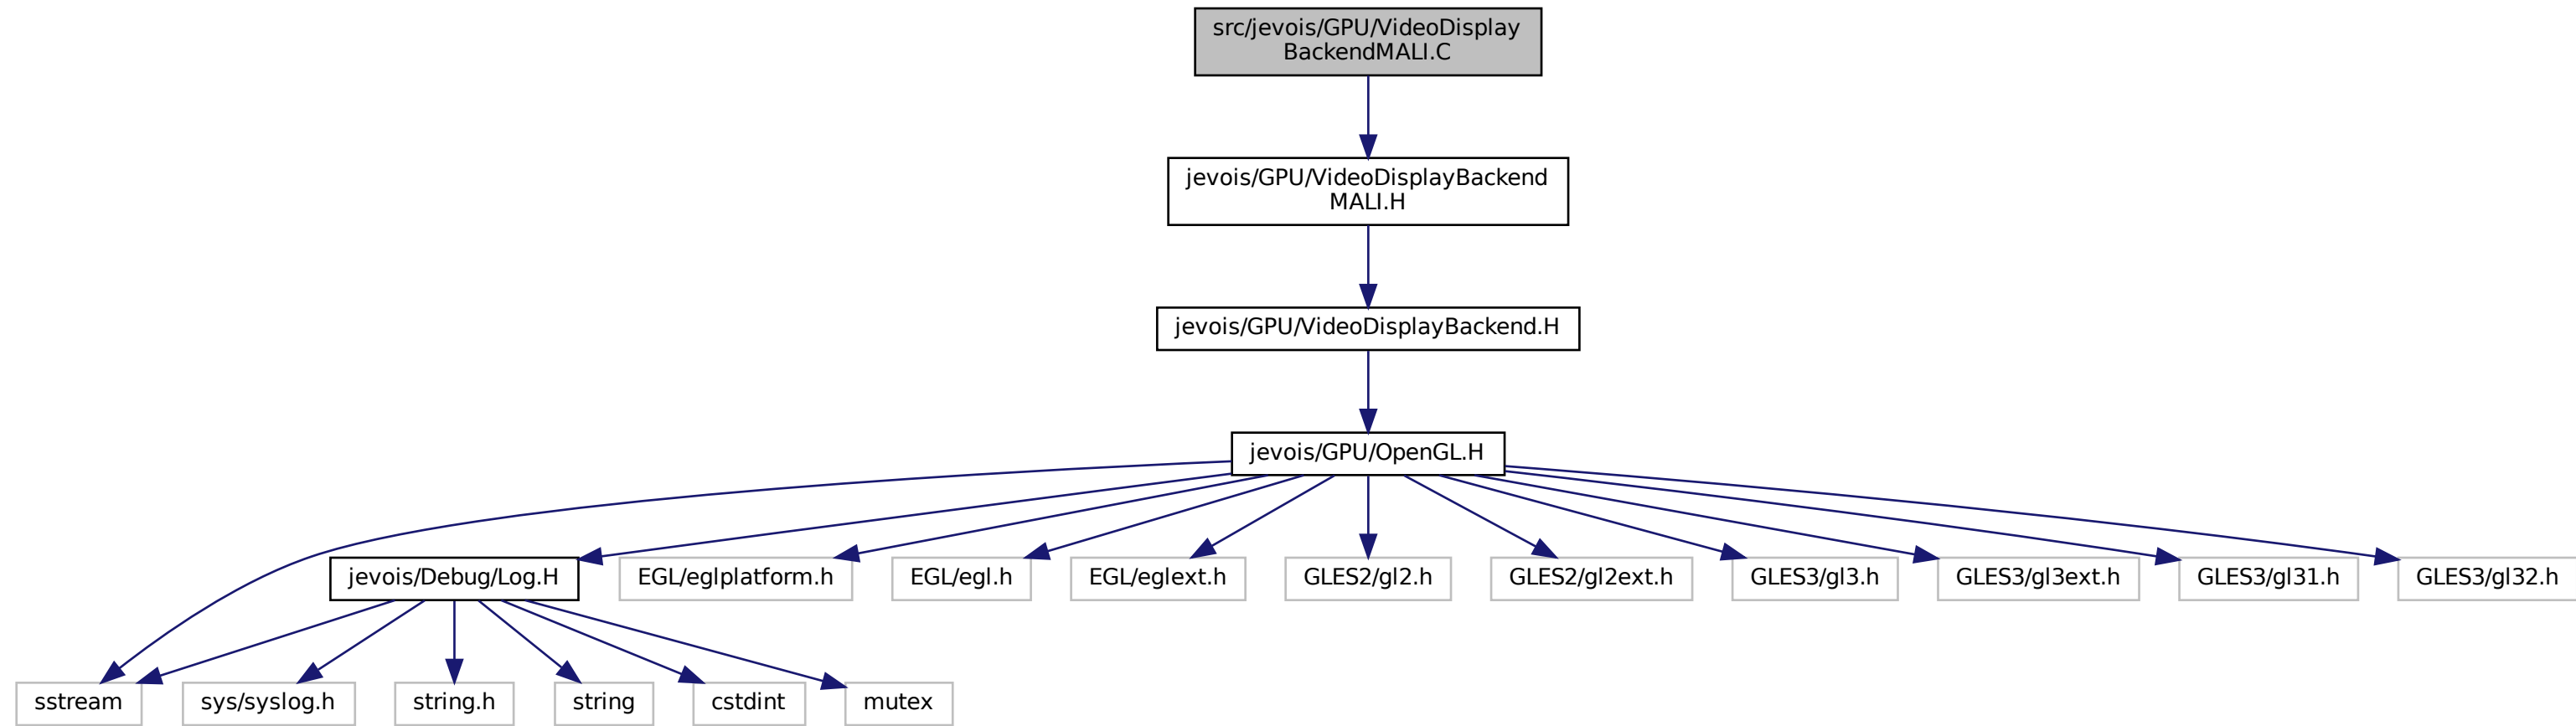 src/jevois/GPU/VideoDisplay
BackendMALI.C
jevois/GPU/VideoDisplayBackend
MALI.H
jevois/GPU/VideoDisplayBackend.H
jevois/GPU/OpenGL.H
jevois/Debug/Log.H
EGL/eglplatform.h
EGL/egl.h
EGL/eglext.h
GLES2/gl2.h
GLES2/gl2ext.h
GLES3/gl3.h
GLES3/gl3ext.h
GLES3/gl31.h
GLES3/gl32.h
sstream
sys/syslog.h
string.h
string
cstdint
mutex